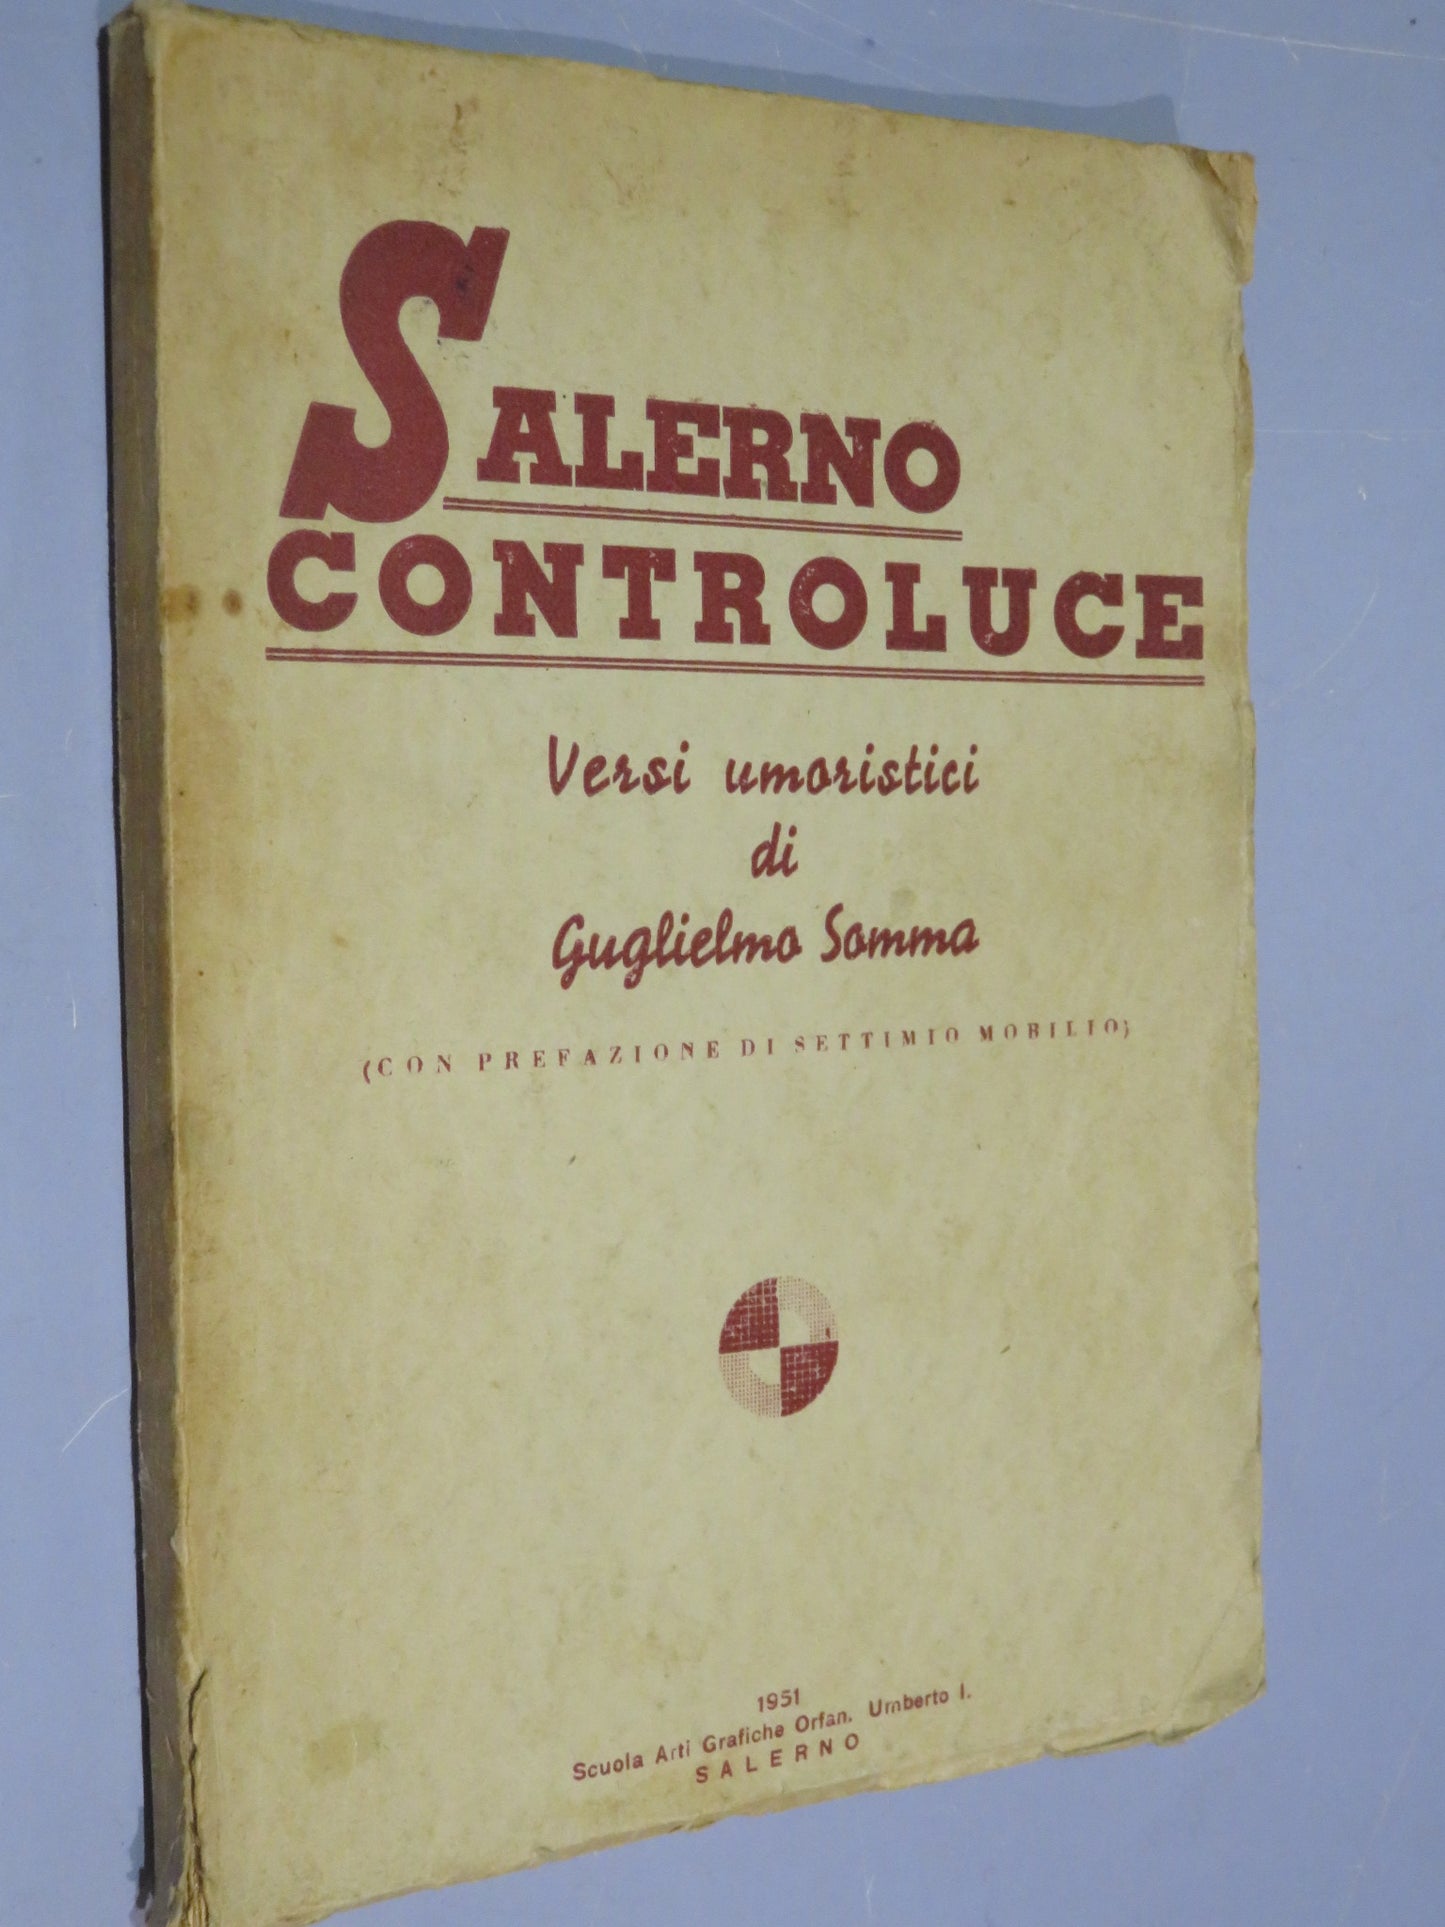 SALERNO
CONTROLUCE
Versi umoristici
di
Guglielmo Somma
(CON PREFAZIONE DI SETTIMIO MOBILIO)
1951
Scuola Arti Grafiche Orfan. Umberto I.
SALERNO